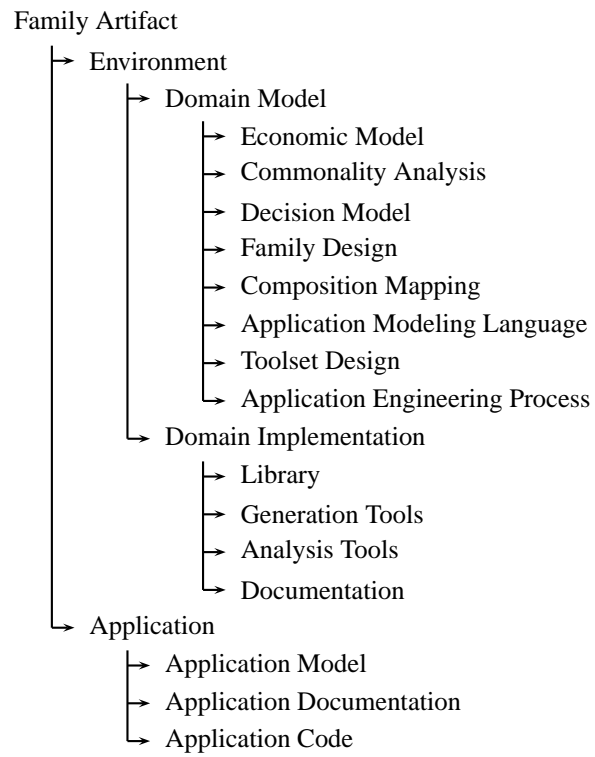 Family Artifact
Environment
Domain Model
Economic Model
Commonality Analysis
Decision Model
Family Design
Composition Mapping
Application Modeling Language
Toolset Design
Application Engineering Process
Domain Implementation
Library
Generation Tools
Analysis Tools
Documentation
Application
Application Model
Application Documentation
Application Code